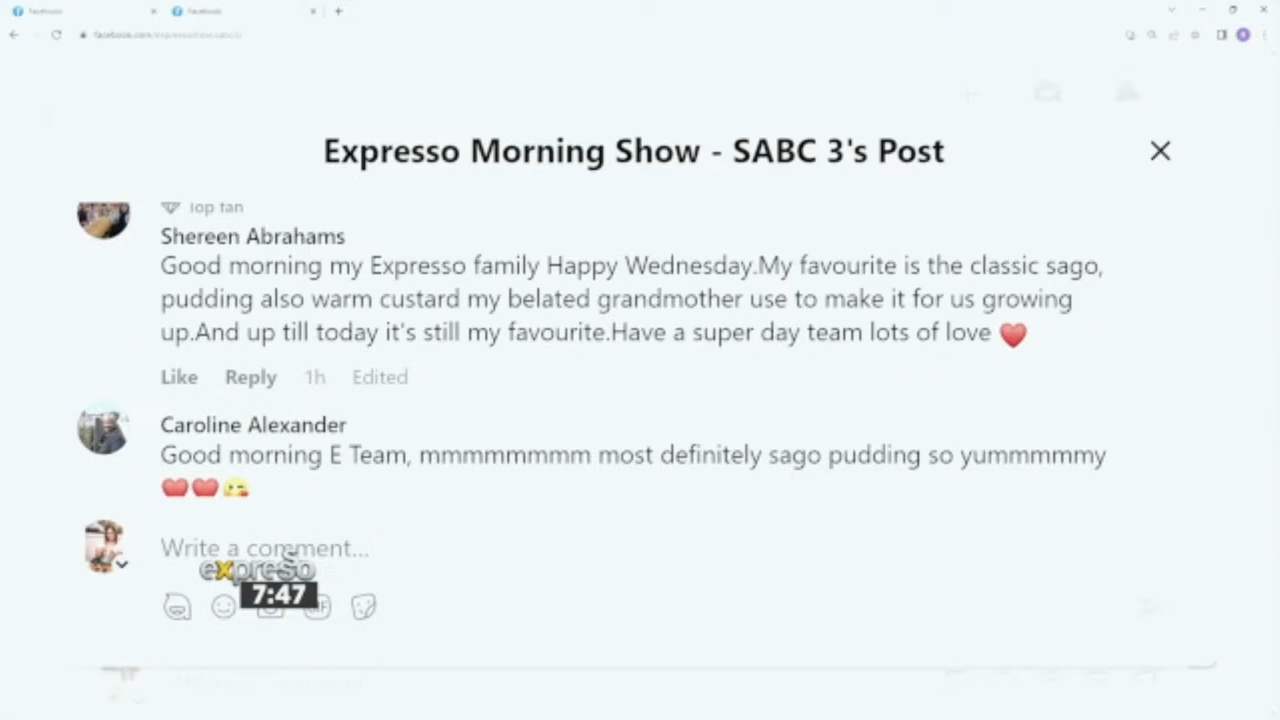 Facebook
Facebook
Expresso Morning Show - SABC 3's Post
Top fan
Shereen Abrahams
Good morning my Expresso family Happy Wednesday.My favourite is the classic sago,
pudding also warm custard my belated grandmother use to make it for us growing
up.And up till today it's still my favourite.Have a super day team lots of love ❤️
Like Reply 1h Edited
Caroline Alexander
Good morning E Team, mmmmmmmm most definitely sago pudding so yummmmmy
❤️❤️😋
Write a comment...
expresso
7:47
GIF